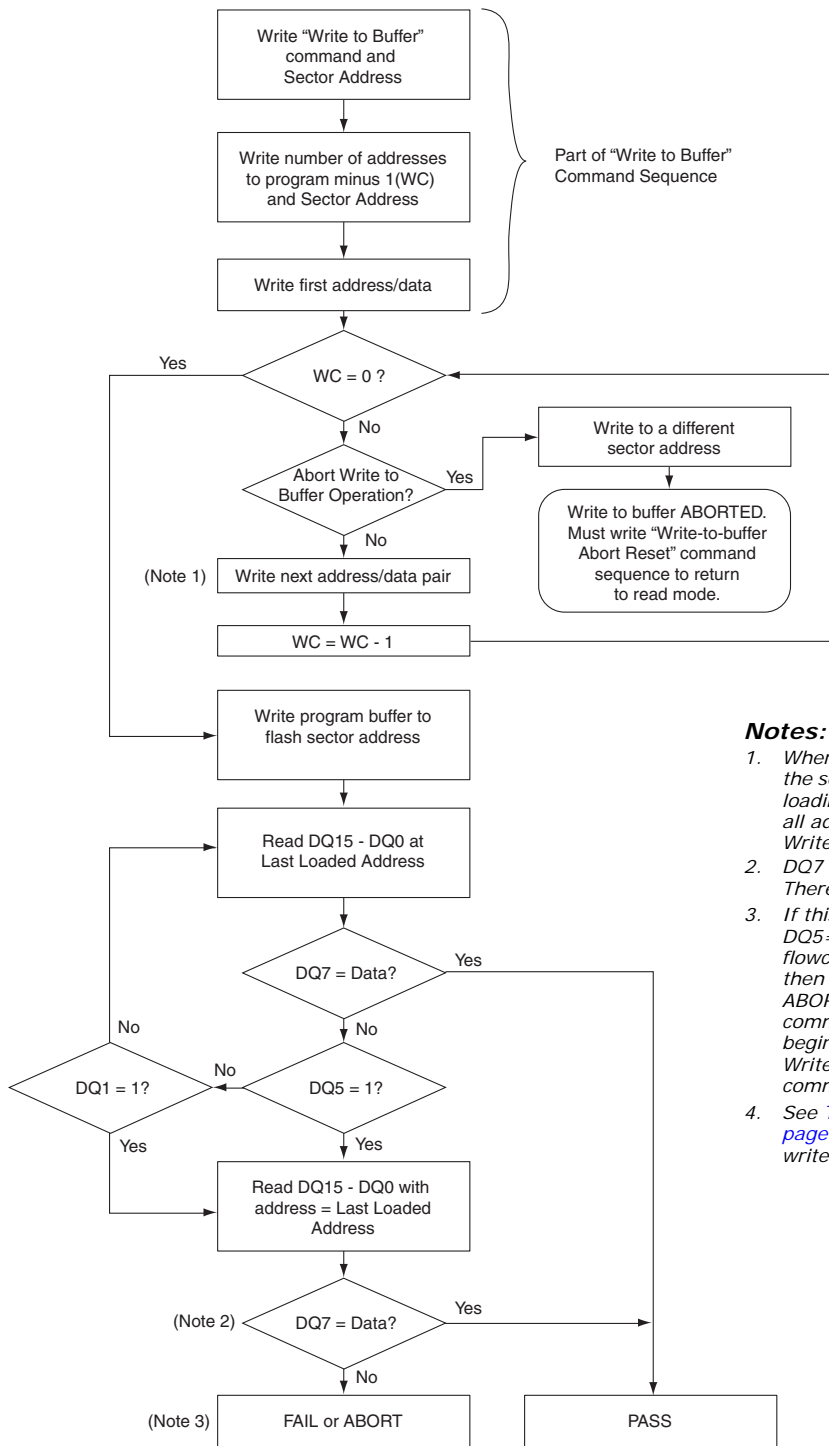 Write “Write to Buffer”
command and
Sector Address
Part of “Write to Buffer”
Command Sequence
Write number of addresses
to program minus 1(WC)
and Sector Address
Write first address/data
Yes
WC = 0 ?
No
Write to a different
sector address
Abort Write to
Buffer Operation?
Yes
No
Write to buffer ABORTED.
Must write “Write-to-buffer
Abort Reset” command
sequence to return
to read mode.
(Note 1)
Write next address/data pair
WC = WC - 1
Write program buffer to
flash sector address
Read DQ15 - DQ0 at
Last Loaded Address
DQ7 = Data?
Yes
No
No
DQ1 = 1?
No
DQ5 = 1?
Yes
Yes
Read DQ15 - DQ0 with
address = Last Loaded
Address
(Note 2)
DQ7 = Data?
Yes
No
(Note 3)
FAIL or ABORT
PASS
Notes:
1. When
the s
loadin
all ad
Write
2. DQ7
There
3. If this
DQ5=
flowc
then
ABOR
comm
begin
Write
comm
4. See
page
write